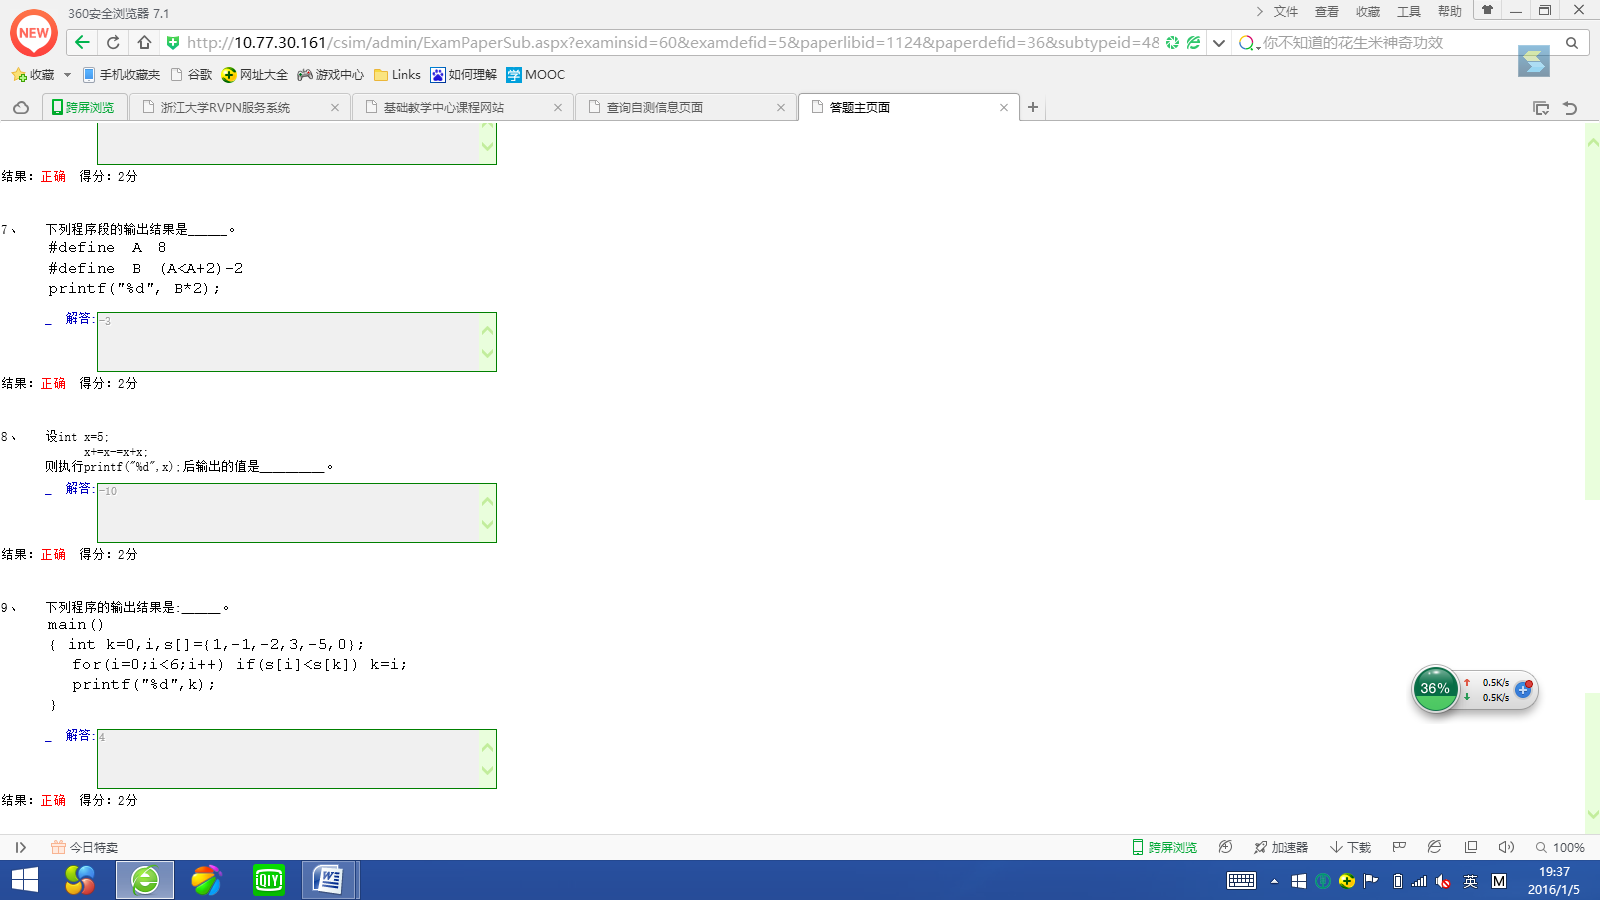 360安全浏览器 7.1
文件 查看 收藏 工具 帮助
NEW
http://10.77.30.161/csim/admin/ExamPaperSub.aspx?examinsid=60&examdefid=5&paperlibid=1124&paperdefid=36&subtypeid=48
你不知道的花生米神奇功效
收藏 手机收藏夹 谷歌 网址大全 游戏中心 Links 如何理解 学 MOOC
跨屏浏览 浙江大学RVPN服务系统 基础教学中心课程网站 查询自测信息页面 答题主页面
结果: 正确 得分: 2分
7、 下列程序段的输出结果是______。
#define A 8
#define B (A<A+2)-2
printf("%d", B*2);
_ 解答: -3
结果: 正确 得分: 2分
8、 设int x=5;
x+=x-=x+x;
则执行printf("%d",x);后输出的值是__________。
_ 解答: -10
结果: 正确 得分: 2分
9、 下列程序的输出结果是:______。
main()
{ int k=0,i,s[]={1,-1,-2,3,-5,0};
for(i=0;i<6;i++) if(s[i]<s[k]) k=i;
printf("%d",k);
}
_ 解答: 4
结果: 正确 得分: 2分
36% 0.5K/s
0.5K/s
今日特卖 跨屏浏览 加速器 下载 100%
QIYI 英 M 19:37
2016/1/5